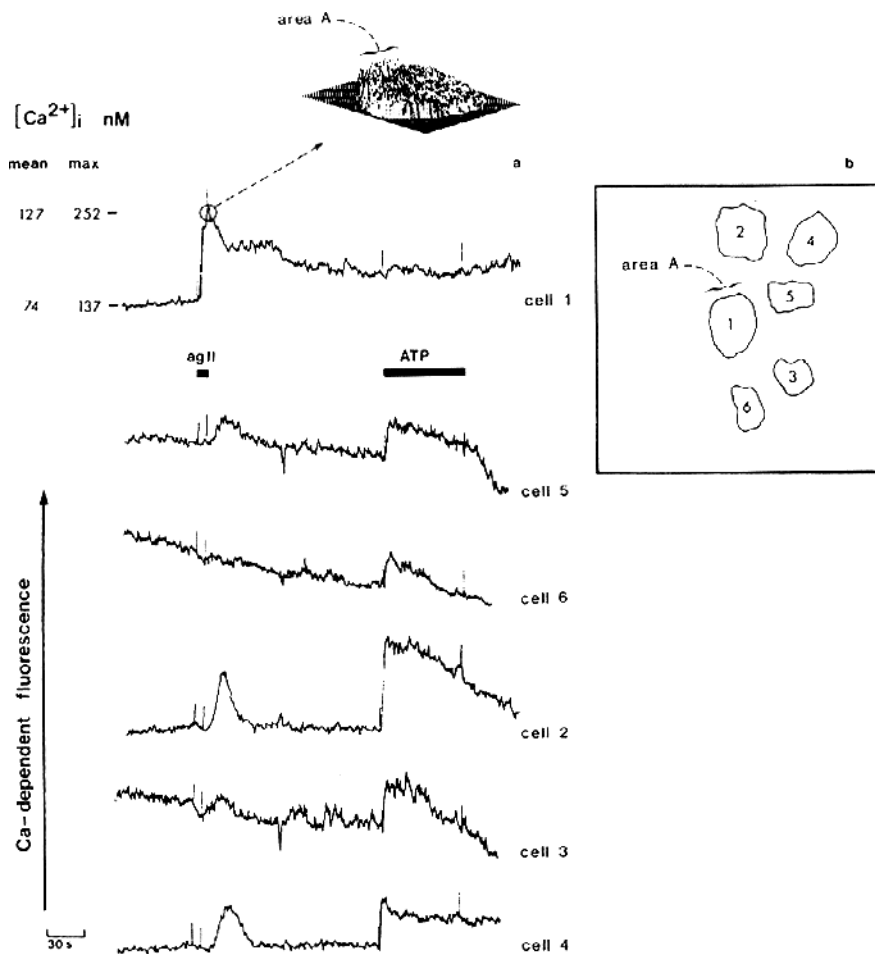 area A
[Ca²⁺]i nM
mean max
a
b
127 252
74 137
cell 1
2
4
area A
5
1
3
6
agII
ATP
cell 5
cell 6
cell 2
cell 3
cell 4
Ca-dependent fluorescence
30s